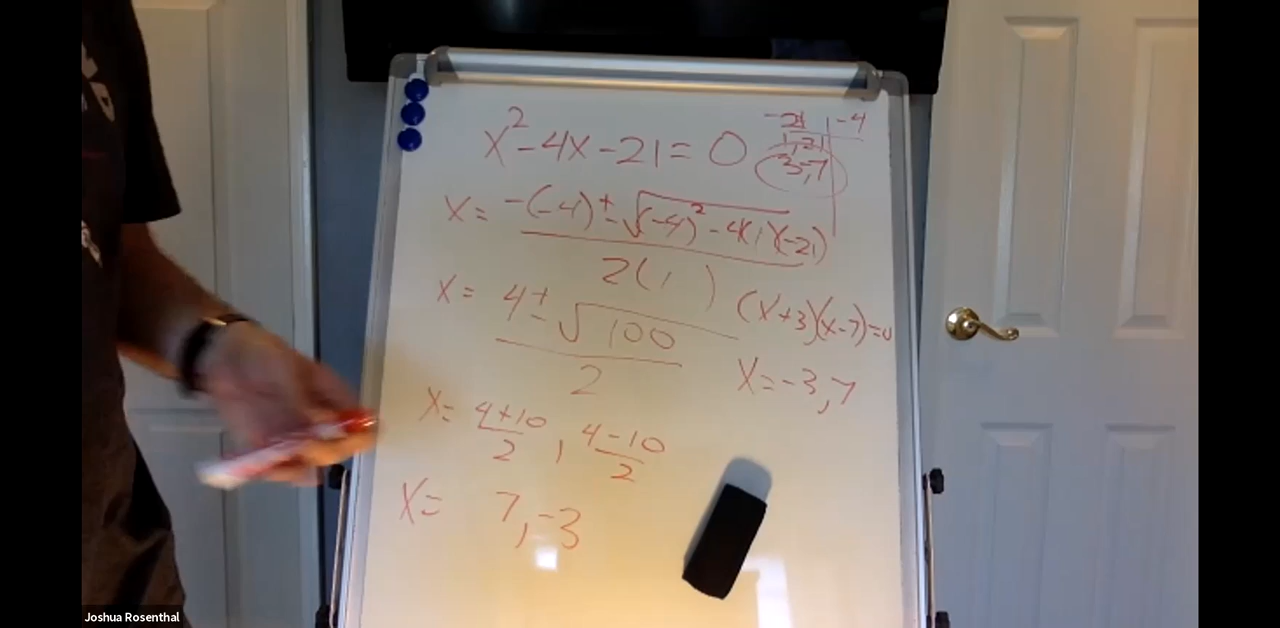 x² - 4x - 21 = 0
-21 | -4
1, 21
3, -7
x = -(-4) ± √(-4)² - 4(1)(-21)
2(1)
x = 4 ± √100
2
(x+3)(x-7)=0
x = -3, 7
x = 4+10 , 4-10
2 2
x = 7, -3
Joshua Rosenthal